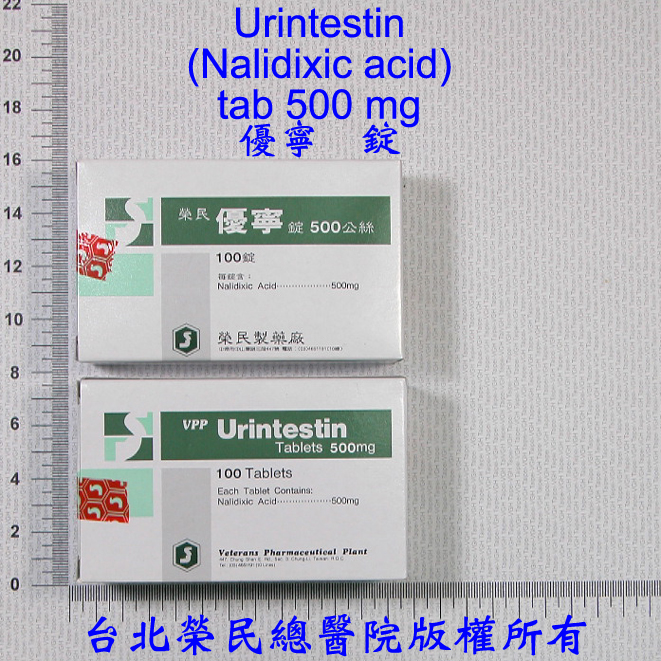 Urintestin
(Nalidixic acid)
tab 500 mg
優寧 錠
22
20
18
16
14
12
10
8
6
4
2
0
榮民 優寧 錠 500公絲
100錠
每錠含：
Nalidixic Acid··················500mg
榮民製藥廠
VPP Urintestin
Tablets 500mg
100 Tablets
Each Tablet Contains:
Nalidixic Acid··················500mg
Veterans Pharmaceutical Plant
台北榮民總醫院版權所有